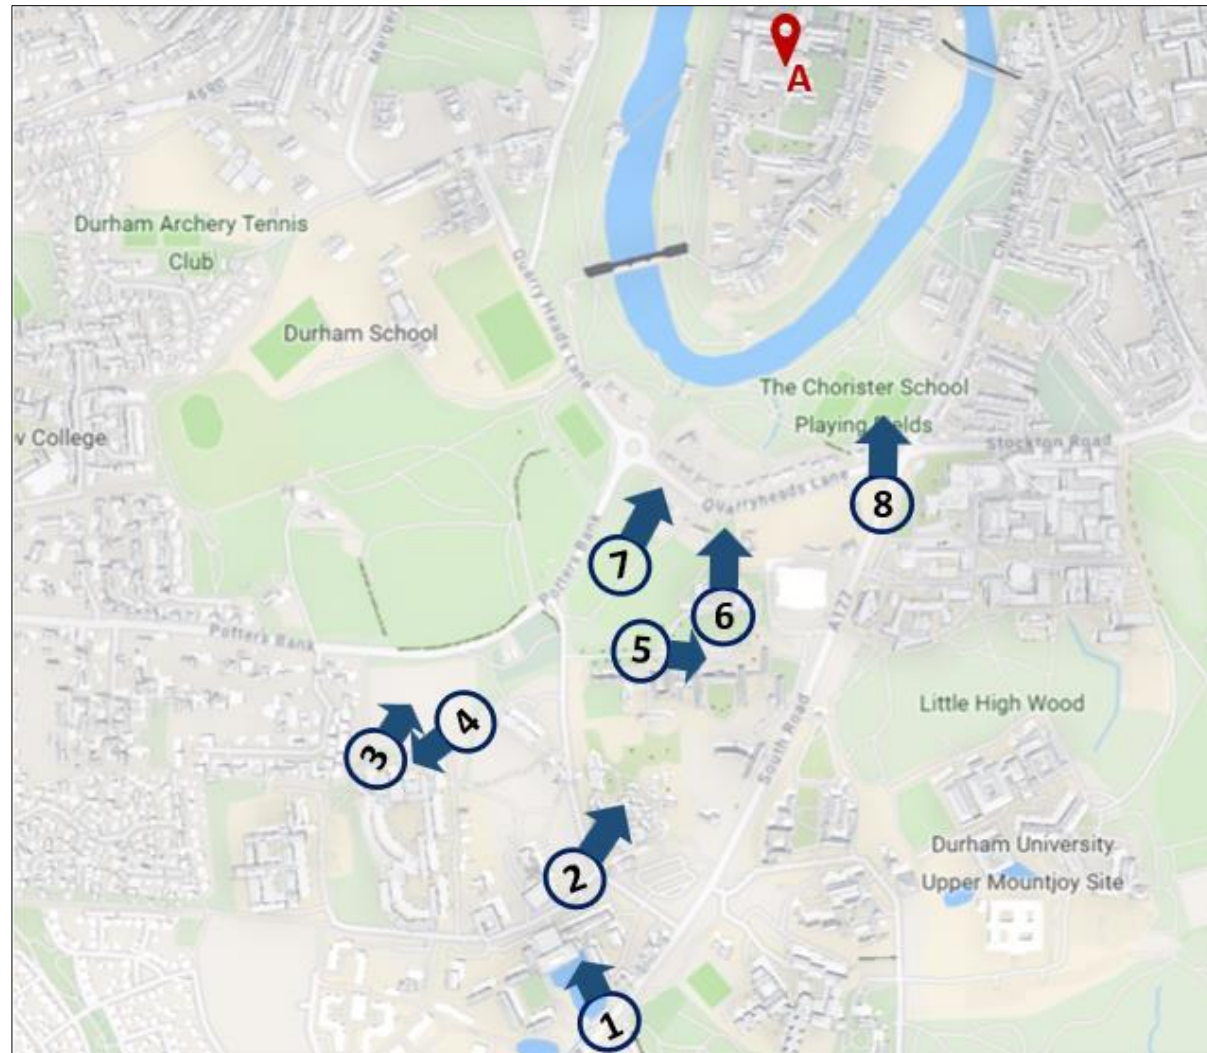 A
A690
Margery
Durham Archery Tennis
Club
Quarry Heads Lane
Church Street
Durham School
The Chorister School
Playing Fields
v College
Stockton Road
Quarryheads Lane
8
7
Potters Bank
6
A177
5
Potters Bank
Little High Wood
4
3
South Road
2
Durham University
Upper Mountjoy Site
1